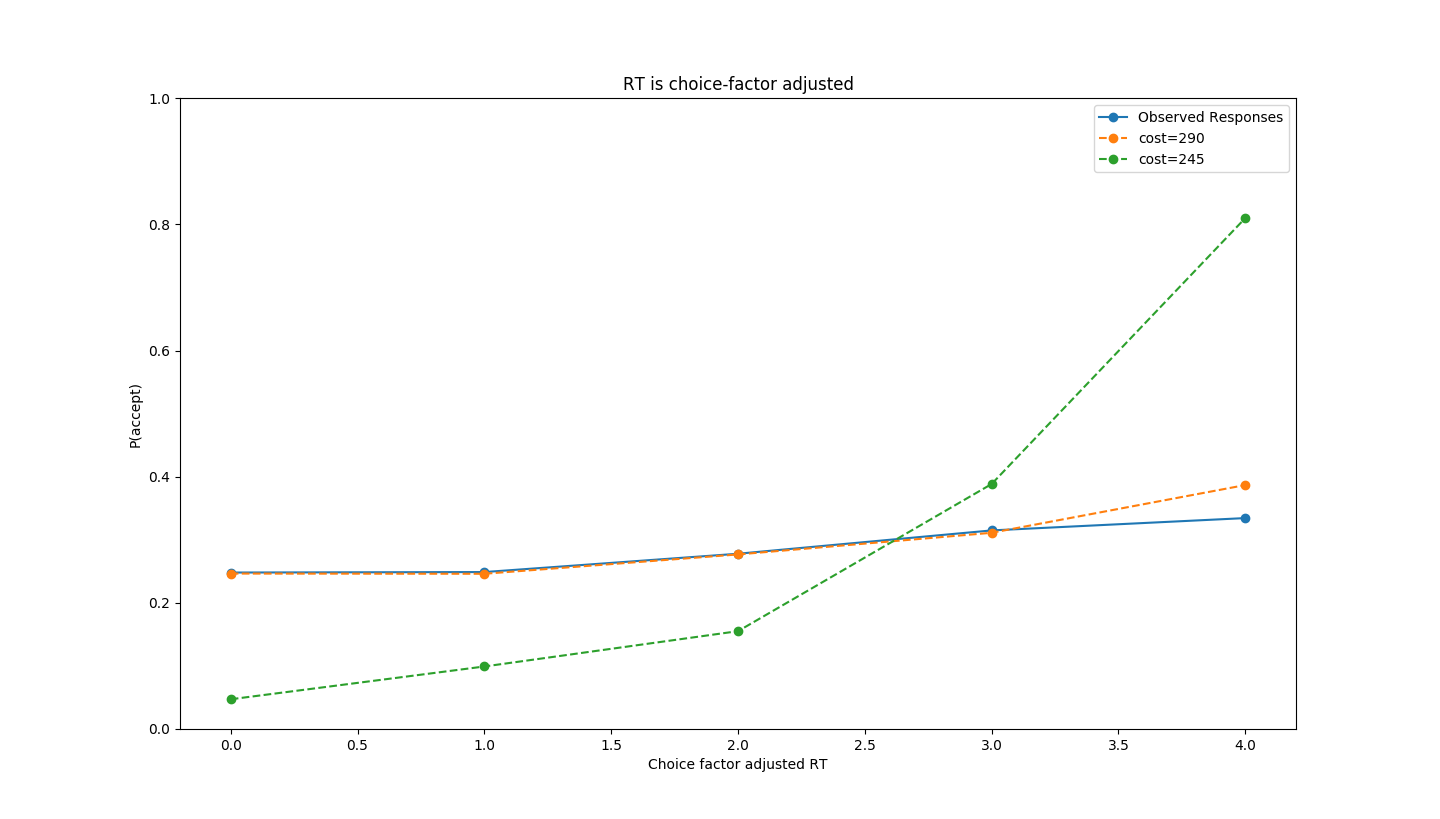 RT is choice-factor adjusted
Observed Responses
cost=290
cost=245
P(accept)
1.0
0.8
0.6
0.4
0.2
0.0
0.0 0.5 1.0 1.5 2.0 2.5 3.0 3.5 4.0
Choice factor adjusted RT